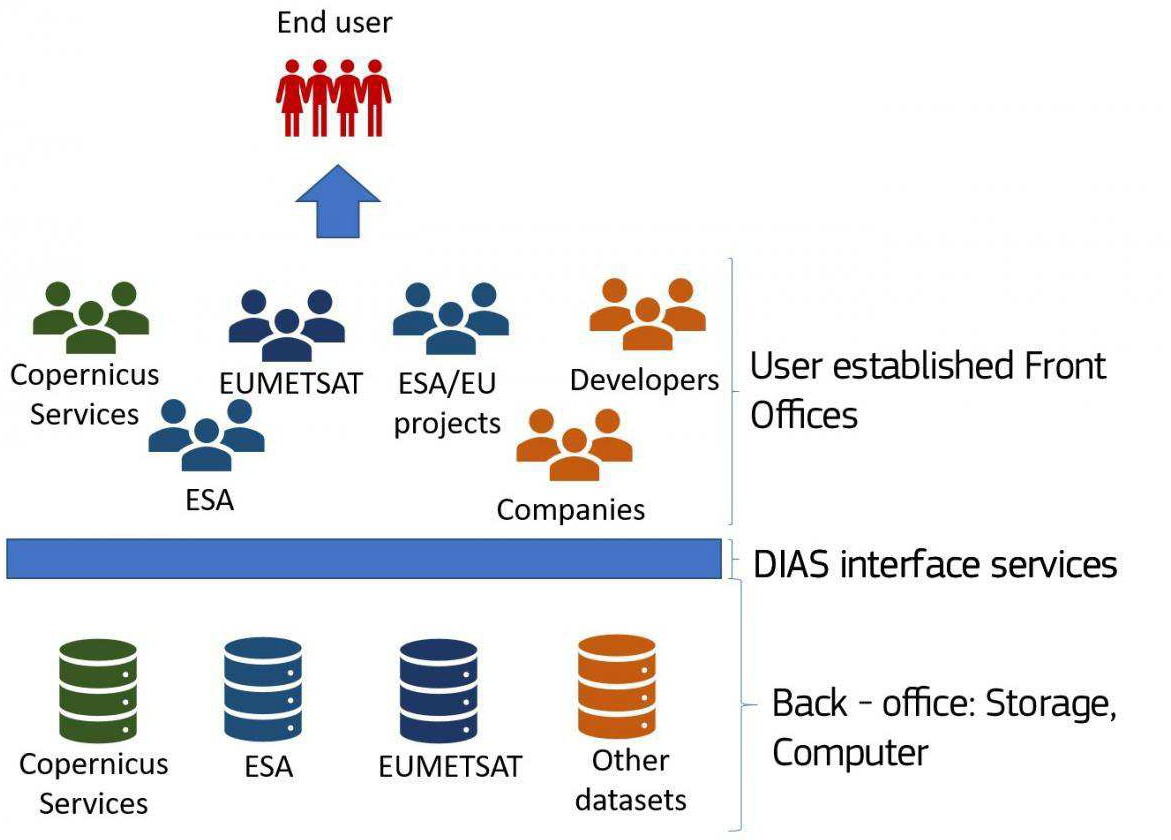 End user
Copernicus
Services
EUMETSAT
ESA/EU
projects
Developers
ESA
Companies
User established Front
Offices
DIAS interface services
Copernicus
Services
ESA
EUMETSAT
Other
datasets
Back - office: Storage,
Computer